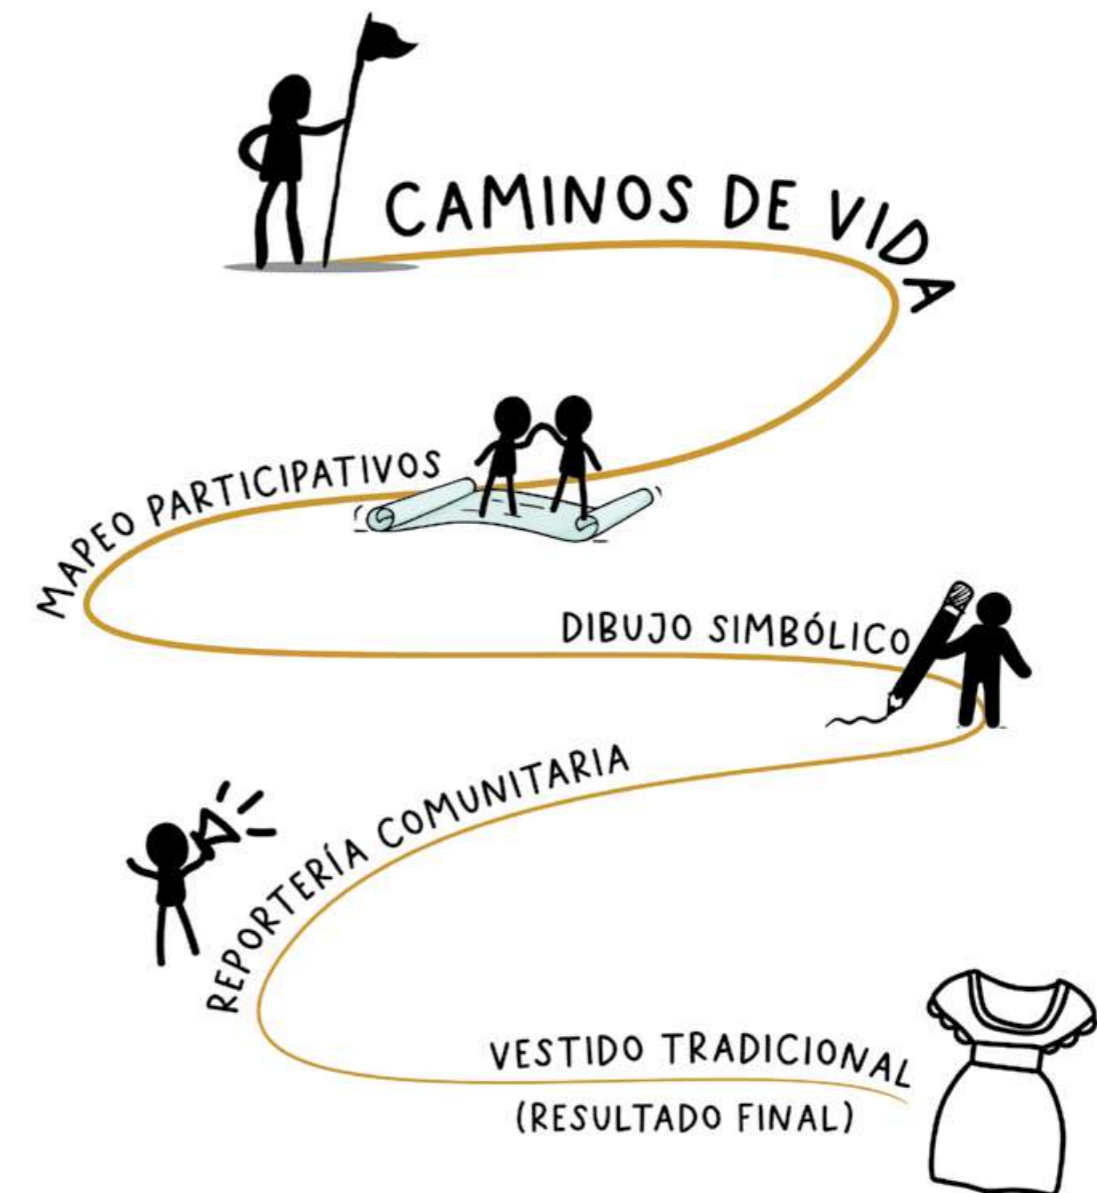 CAMINOS DE VIDA
MAPEO PARTICIPATIVOS
DIBUJO SIMBÓLICO
REPORTERÍA COMUNITARIA
VESTIDO TRADICIONAL
(RESULTADO FINAL)